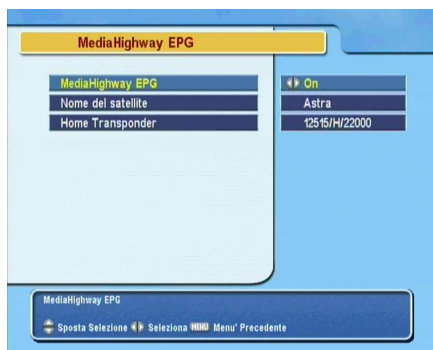 MediaHighway EPG
MediaHighway EPG On
Nome del satellite Astra
Home Transponder 12515/H/22000
MediaHighway EPG
Sposta Selezione Seleziona MENU Menu' Precedente